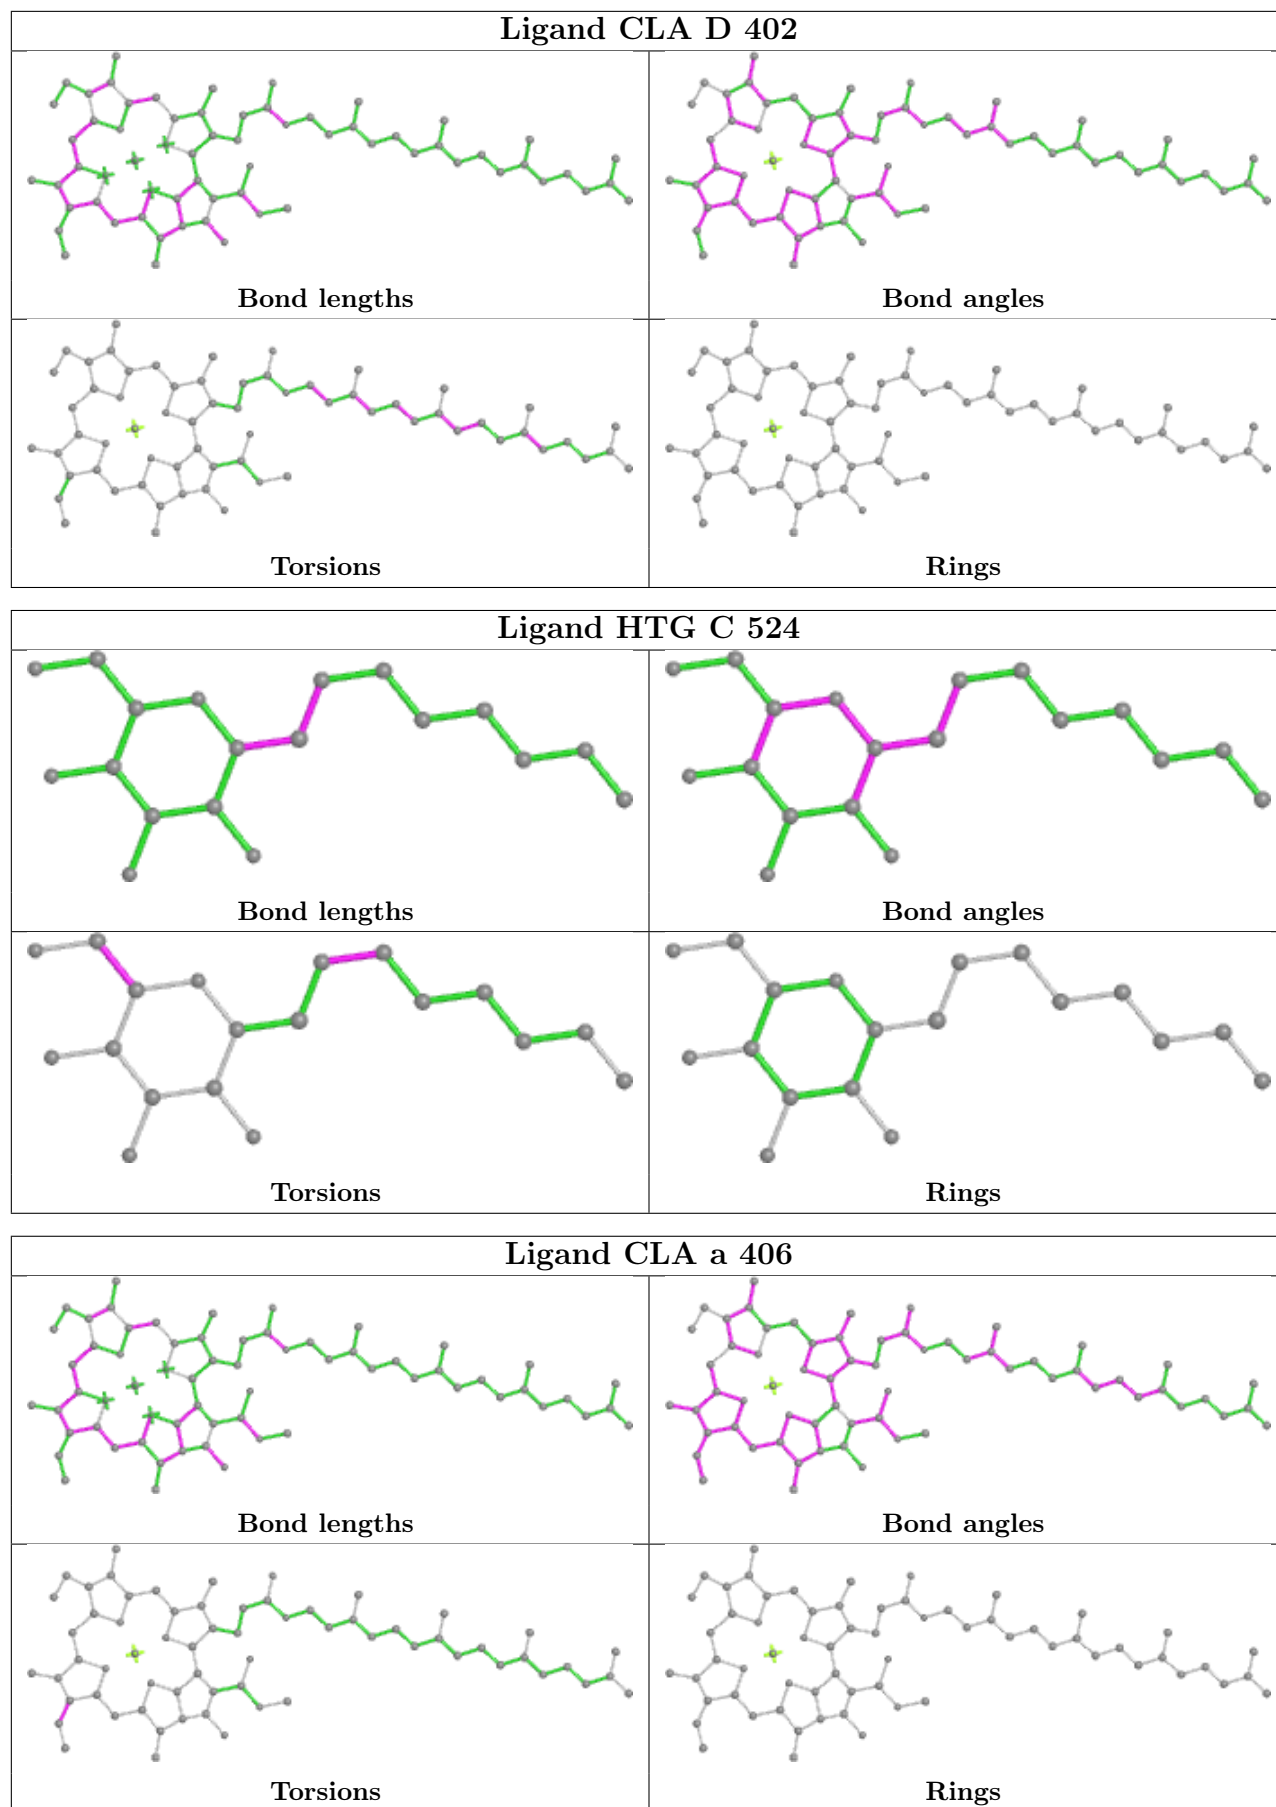 Ligand CLA D 402
Bond lengths
Bond angles
Torsions
Rings
Ligand HTG C 524
Bond lengths
Bond angles
Torsions
Rings
Ligand CLA a 406
Bond lengths
Bond angles
Torsions
Rings